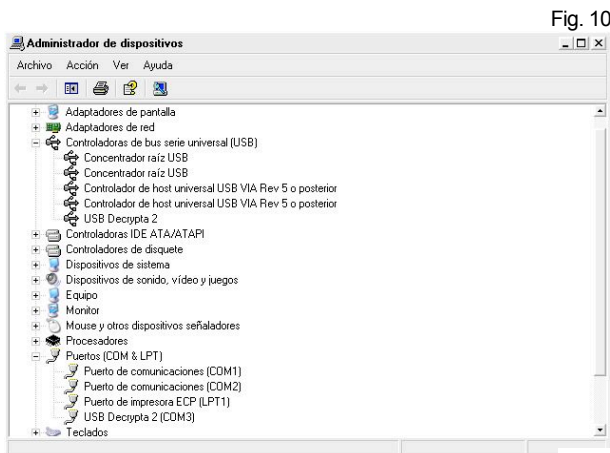 Fig. 10
Administrador de dispositivos
Archivo Acción Ver Ayuda
Adaptadores de pantalla
Adaptadores de red
Controladoras de bus serie universal (USB)
Concentrador raíz USB
Concentrador raíz USB
Controlador de host universal USB VIA Rev 5 o posterior
Controlador de host universal USB VIA Rev 5 o posterior
USB Decrypta 2
Controladoras IDE ATA/ATAPI
Controladores de disquete
Dispositivos de sistema
Dispositivos de sonido, vídeo y juegos
Equipo
Monitor
Mouse y otros dispositivos señaladores
Procesadores
Puertos (COM & LPT)
Puerto de comunicaciones (COM1)
Puerto de comunicaciones (COM2)
Puerto de impresora ECP (LPT1)
USB Decrypta 2 (COM3)
Teclados